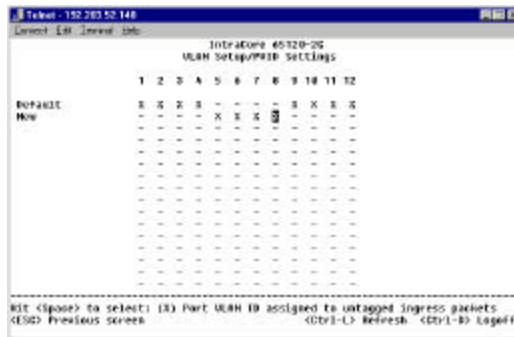 Telnet - 192.203.52.148
Connect Edit Terminal Help
IntraCore 65120-2G
VLAN Setup/PVID Settings
1 2 3 4 5 6 7 8 9 10 11 12
Default X X X X - - - - X X X X
New - - - - X X X X - - - -
- - - - - - - - - - - -
- - - - - - - - - - - -
- - - - - - - - - - - -
- - - - - - - - - - - -
- - - - - - - - - - - -
- - - - - - - - - - - -
- - - - - - - - - - - -
- - - - - - - - - - - -
- - - - - - - - - - - -
- - - - - - - - - - - -
- - - - - - - - - - - -
- - - - - - - - - - - -
Hit <Space> to select: (X) Port VLAN ID assigned to untagged ingress packets
<ESC> Previous screen <Ctrl-L> Refresh <Ctrl-D> Logoff